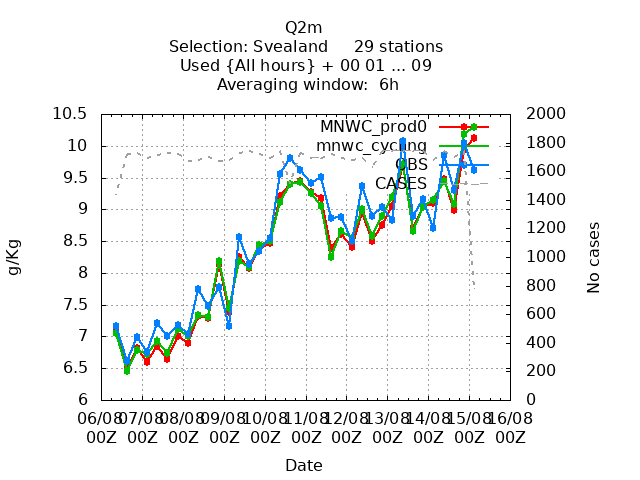 Q2m
Selection: Svealand 29 stations
Used {All hours} + 00 01 ... 09
Averaging window: 6h
MNWC_prod0
mnwc_cycling
OBS
CASES
g/Kg
10.5
10
9.5
9
8.5
8
7.5
7
6.5
6
No cases
2000
1800
1600
1400
1200
1000
800
600
400
200
0
06/08 07/08 08/08 09/08 10/08 11/08 12/08 13/08 14/08 15/08 16/08
00Z 00Z 00Z 00Z 00Z 00Z 00Z 00Z 00Z 00Z 00Z
Date